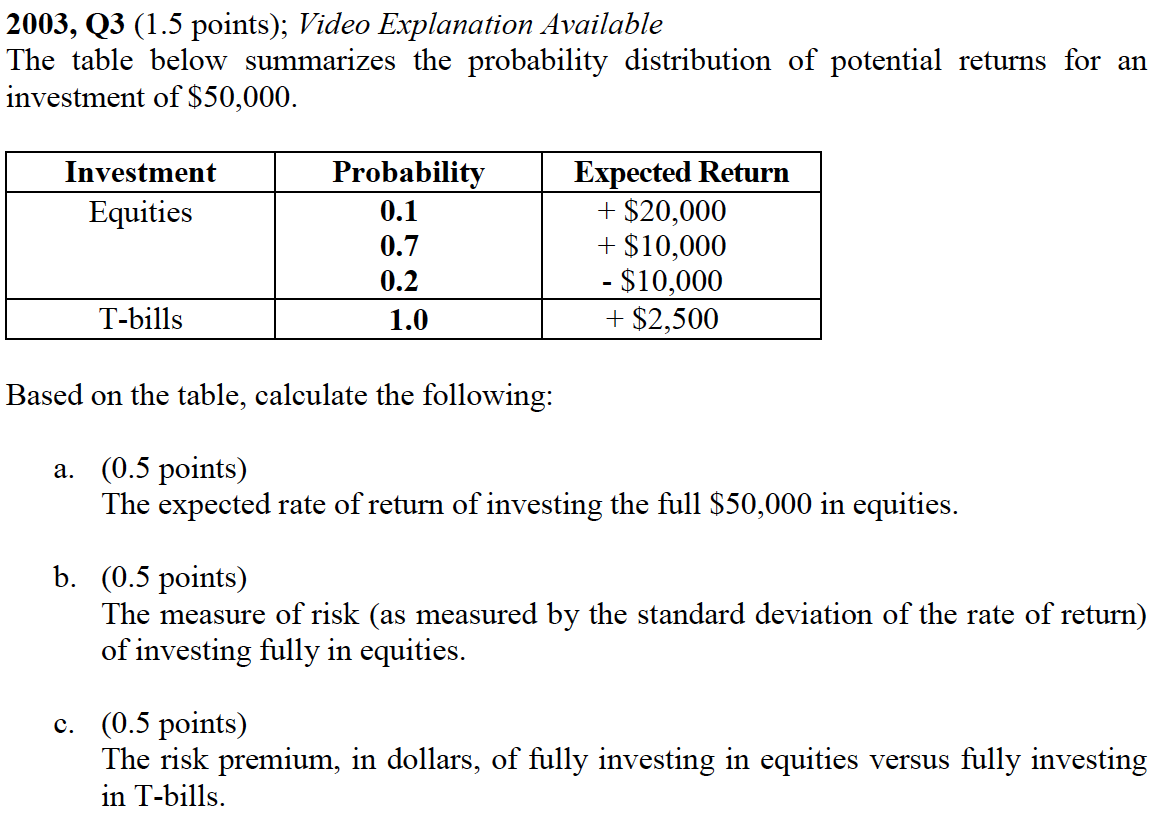 2003, Q3 (1.5 points); Video Explanation Available
The table below summarizes the probability distribution of potential returns for an
investment of $50,000.
Investment Probability Expected Return
Equities 0.1 + $20,000
0.7 + $10,000
0.2 - $10,000
T-bills 1.0 + $2,500
Based on the table, calculate the following:
a. (0.5 points)
The expected rate of return of investing the full $50,000 in equities.
b. (0.5 points)
The measure of risk (as measured by the standard deviation of the rate of return)
of investing fully in equities.
c. (0.5 points)
The risk premium, in dollars, of fully investing in equities versus fully investing
in T-bills.